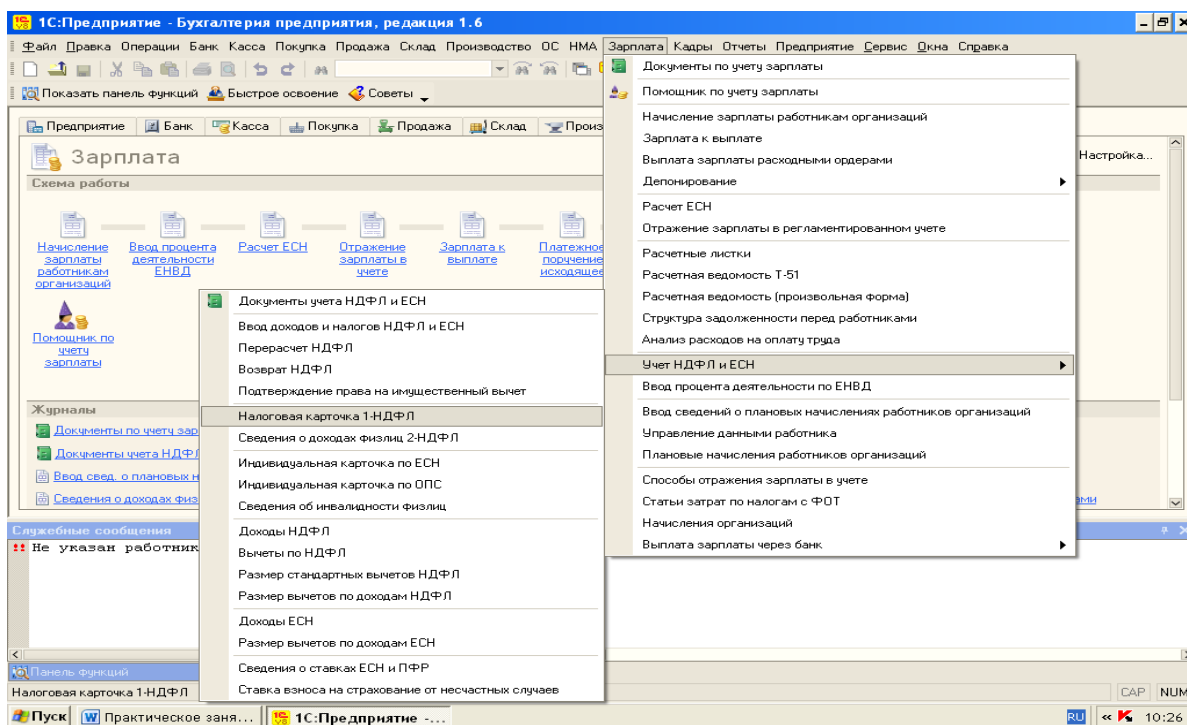 1С:Предприятие - Бухгалтерия предприятия, редакция 1.6
Файл Правка Операции Банк Касса Покупка Продажа Склад Производство ОС НМА Зарплата Кадры Отчеты Предприятие Сервис Окна Справка
Показать панель функций Быстрое освоение Советы
Предприятие Банк Касса Покупка Продажа Склад Произв
Зарплата
Настройка...
Схема работы
Начисление зарплаты работникам организаций
Ввод процента деятельности ЕНВД
Расчет ЕСН
Отражение зарплаты в учете
Зарплата к выплате
Платежное поручение исходящее
Помощник по учету зарплаты
Журналы
Документы по учету зар
Документы учета НДФЛ
Ввод свед. о плановых н
Сведения о доходах физ
ами
Служебные сообщения
!! Не указан работник
Панель функций
Документы по учету зарплаты
Помощник по учету зарплаты
Начисление зарплаты работникам организаций
Зарплата к выплате
Выплата зарплаты расходными ордерами
Депонирование
Расчет ЕСН
Отражение зарплаты в регламентированном учете
Расчетные листки
Расчетная ведомость Т-51
Расчетная ведомость (произвольная форма)
Структура задолженности перед работниками
Анализ расходов на оплату труда
Учет НДФЛ и ЕСН
Ввод процента деятельности по ЕНВД
Ввод сведений о плановых начислениях работников организаций
Управление данными работника
Плановые начисления работников организаций
Способы отражения зарплаты в учете
Статьи затрат по налогам с ФОТ
Начисления организаций
Выплата зарплаты через банк
Документы учета НДФЛ и ЕСН
Ввод доходов и налогов НДФЛ и ЕСН
Перерасчет НДФЛ
Возврат НДФЛ
Подтверждение права на имущественный вычет
Налоговая карточка 1-НДФЛ
Сведения о доходах физлиц 2-НДФЛ
Индивидуальная карточка по ЕСН
Индивидуальная карточка по ОПС
Сведения об инвалидности физлиц
Доходы НДФЛ
Вычеты по НДФЛ
Размер стандартных вычетов НДФЛ
Размер вычетов по доходам НДФЛ
Доходы ЕСН
Размер вычетов по доходам ЕСН
Сведения о ставках ЕСН и ПФР
Ставка взноса на страхование от несчастных случаев
Налоговая карточка 1-НДФЛ
CAP NUM
Пуск Практическое заня... 1С:Предприятие -...
RU « 10:26